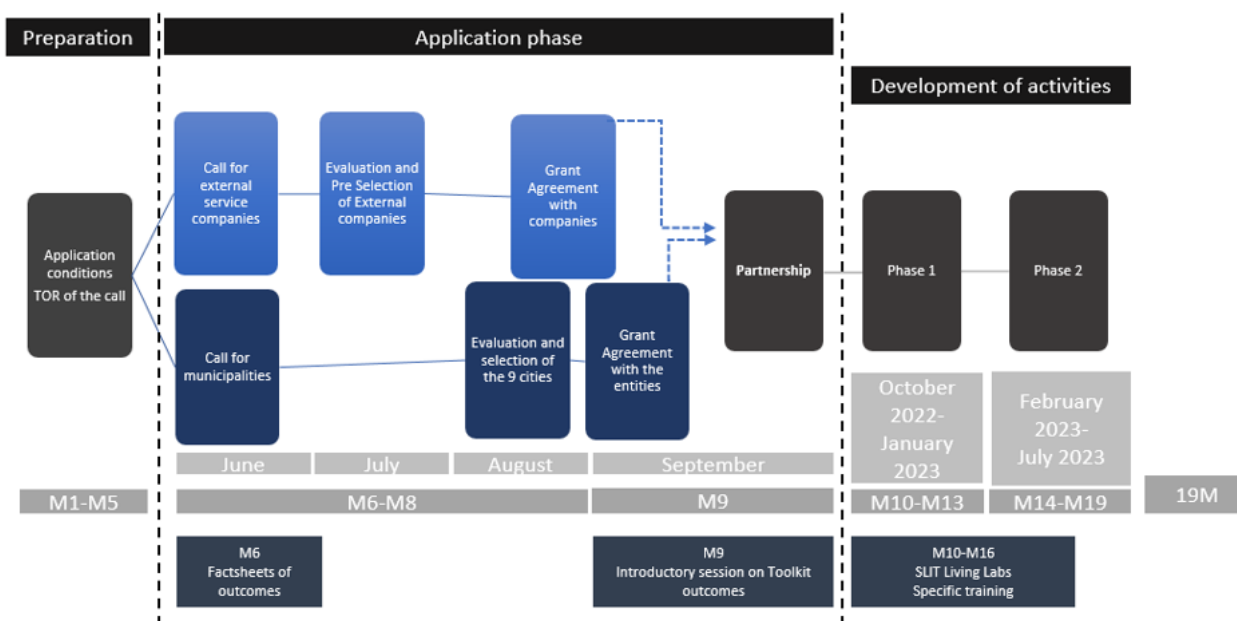 Preparation
Application phase
Development of activities
Call for
external
service
companies
Evaluation and
Pre Selection
of External
companies
Grant
Agreement
with
companies
Application
conditions
TOR of the call
Partnership
Phase 1
Phase 2
Call for
municipalities
Evaluation and
selection of
the 9 cities
Grant
Agreement
with the
entities
October
2022-
January
2023
February
2023-
July 2023
June
July
August
September
M1-M5
M6-M8
M9
M10-M13
M14-M19
19M
M6
Factsheets of
outcomes
M9
Introductory session on Toolkit
outcomes
M10-M16
SLIT Living Labs
Specific training